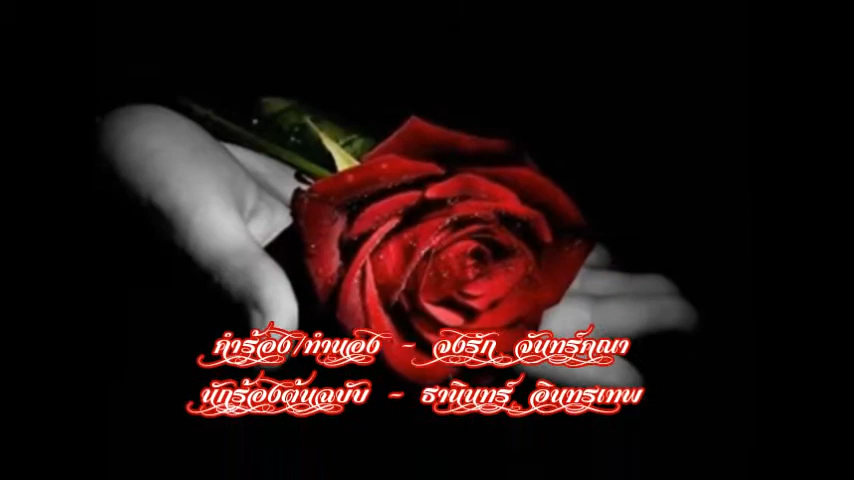 คำร้อง/ทำนอง - จงรัก จันทร์คณา
นักร้องต้นฉบับ - ธานินทร์ อินทรเทพ